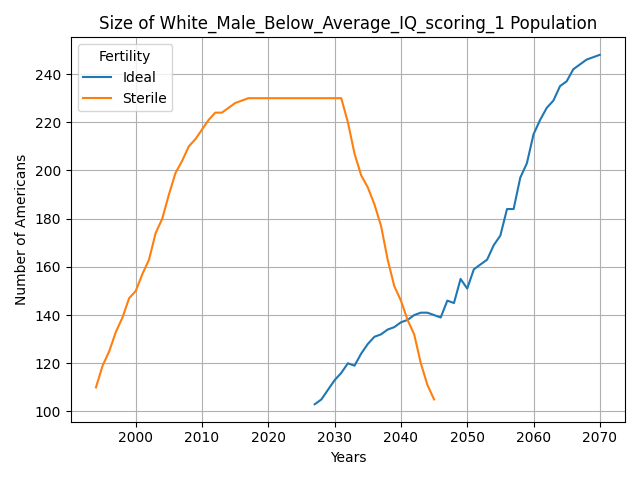 Size of White_Male_Below_Average_IQ_scoring_1 Population
Fertility
Ideal
Sterile
Number of Americans
240
220
200
180
160
140
120
100
2000
2010
2020
2030
2040
2050
2060
2070
Years